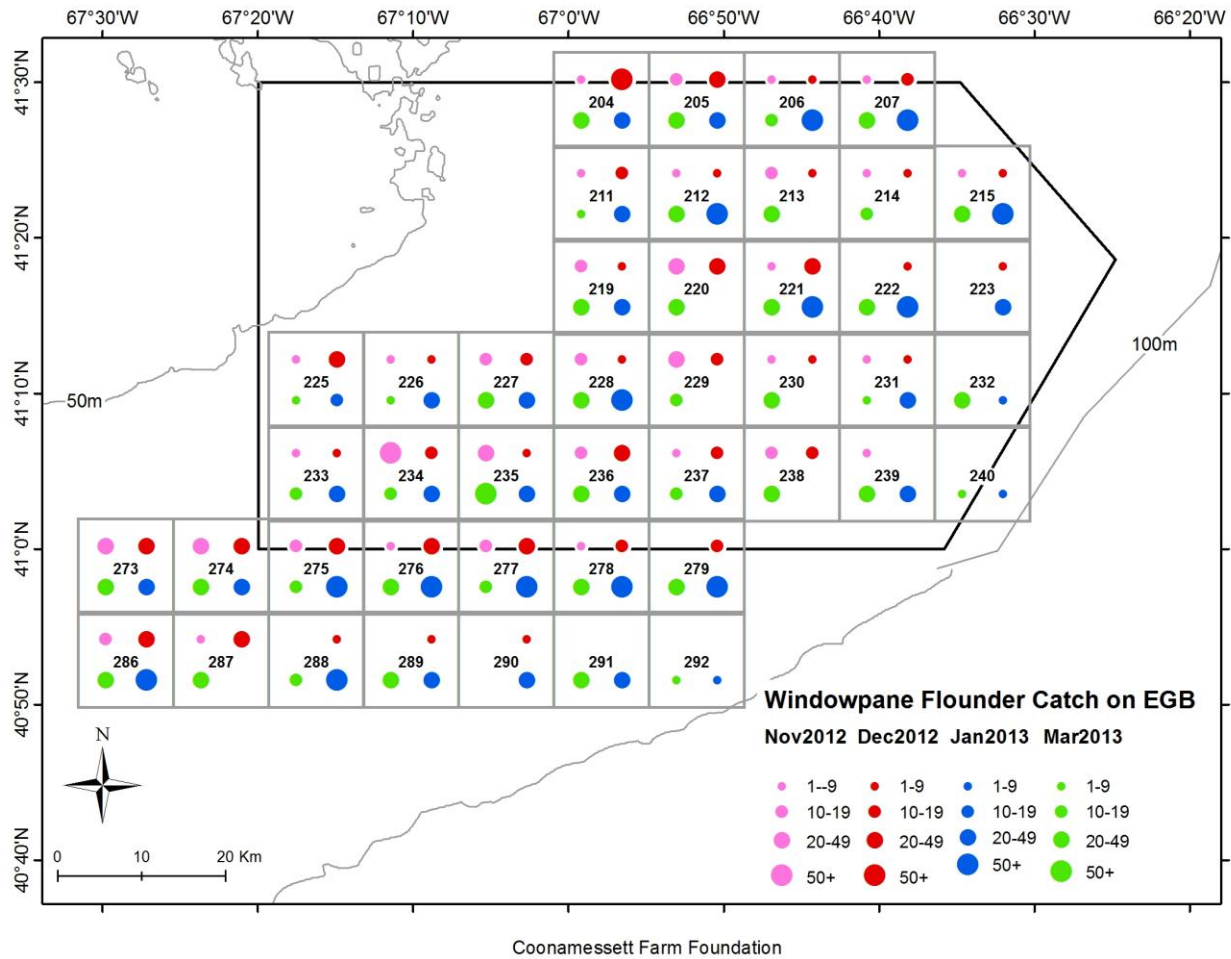 67°30'W 67°20'W 67°10'W 67°0'W 66°50'W 66°40'W 66°30'W 66°20'W
41°30'N
204 205 206 207
211 212 213 214 215
41°20'N
219 220 221 222 223
100m
225 226 227 228 229 230 231 232
41°10'N
50m
233 234 235 236 237 238 239 240
41°0'N
273 274 275 276 277 278 279
286 287 288 289 290 291 292
40°50'N
Windowpane Flounder Catch on EGB
Nov2012 Dec2012 Jan2013 Mar2013
N
1--9 1-9 1-9 1-9
10-19 10-19 10-19 10-19
20-49 20-49 20-49 20-49
50+ 50+ 50+ 50+
40°40'N
0 10 20 Km
Coonamessett Farm Foundation